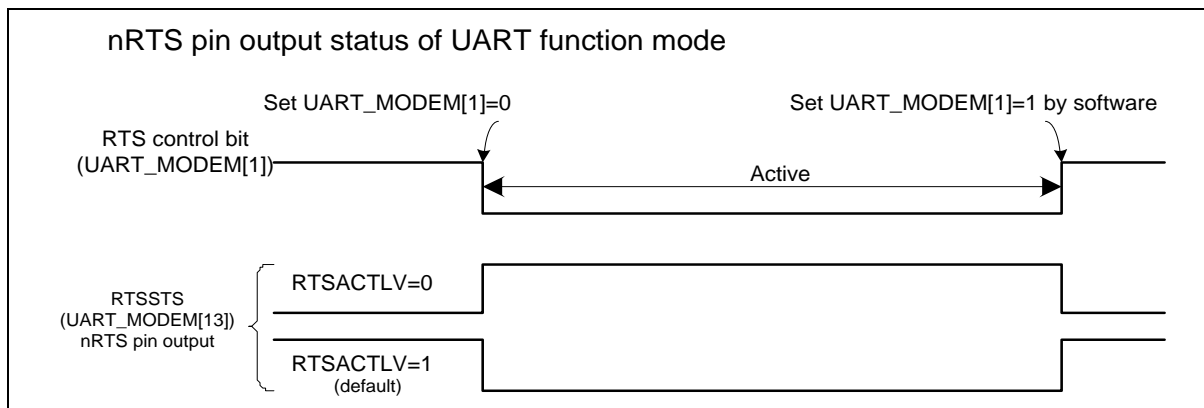 nRTS pin output status of UART function mode
Set UART_MODEM[1]=0
Set UART_MODEM[1]=1 by software
RTS control bit
(UART_MODEM[1])
Active
RTSACTLV=0
RTSSTS
(UART_MODEM[13])
nRTS pin output
RTSACTLV=1
(default)